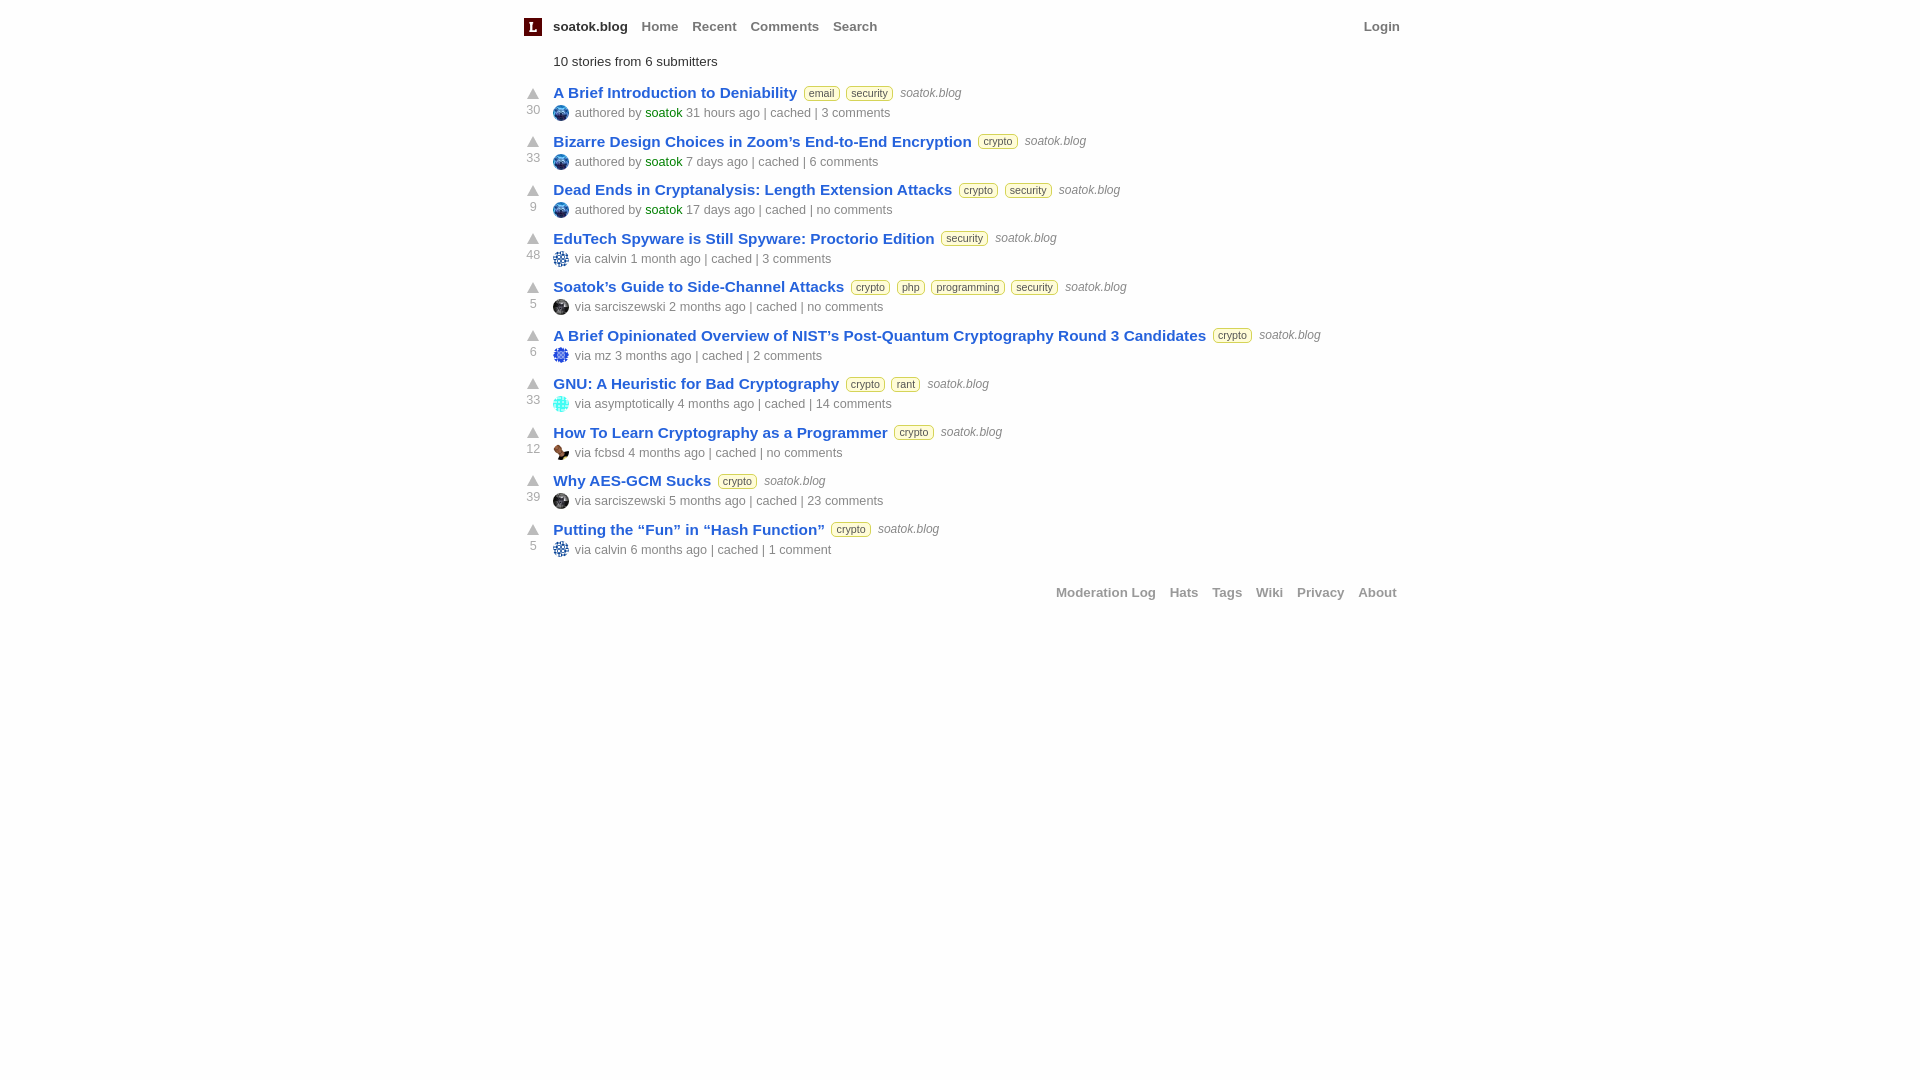 L soatok.blog Home Recent Comments Search Login
10 stories from 6 submitters
A Brief Introduction to Deniability email security soatok.blog
30 authored by soatok 31 hours ago | cached | 3 comments
Bizarre Design Choices in Zoom’s End-to-End Encryption crypto soatok.blog
33 authored by soatok 7 days ago | cached | 6 comments
Dead Ends in Cryptanalysis: Length Extension Attacks crypto security soatok.blog
9 authored by soatok 17 days ago | cached | no comments
EduTech Spyware is Still Spyware: Proctorio Edition security soatok.blog
48 via calvin 1 month ago | cached | 3 comments
Soatok’s Guide to Side-Channel Attacks crypto php programming security soatok.blog
5 via sarciszewski 2 months ago | cached | no comments
A Brief Opinionated Overview of NIST’s Post-Quantum Cryptography Round 3 Candidates crypto soatok.blog
6 via mz 3 months ago | cached | 2 comments
GNU: A Heuristic for Bad Cryptography crypto rant soatok.blog
33 via asymptotically 4 months ago | cached | 14 comments
How To Learn Cryptography as a Programmer crypto soatok.blog
12 via fcbsd 4 months ago | cached | no comments
Why AES-GCM Sucks crypto soatok.blog
39 via sarciszewski 5 months ago | cached | 23 comments
Putting the “Fun” in “Hash Function” crypto soatok.blog
5 via calvin 6 months ago | cached | 1 comment
Moderation Log Hats Tags Wiki Privacy About